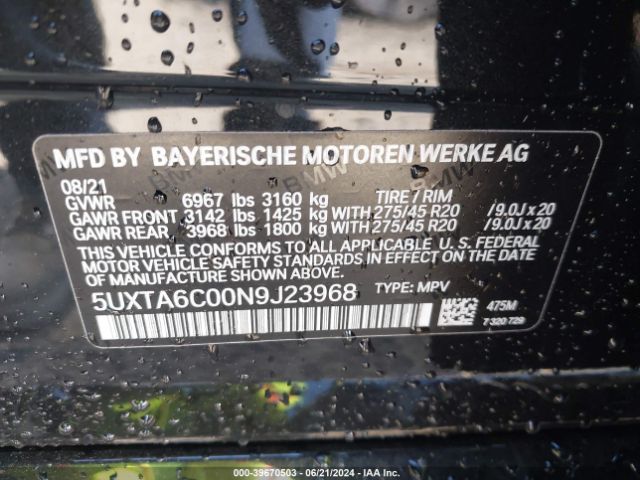 MFD BY BAYERISCHE MOTOREN WERKE AG
08/21
GVWR 6967 lbs 3160 kg TIRE / RIM
GAWR FRONT 3142 lbs 1425 kg WITH 275/45 R20 / 9.0J x 20
GAWR REAR 3968 lbs 1800 kg WITH 275/45 R20 / 9.0J x 20
THIS VEHICLE CONFORMS TO ALL APPLICABLE U. S. FEDERAL
MOTOR VEHICLE SAFETY STANDARDS IN EFFECT ON THE DATE
OF MANUFACTURE SHOWN ABOVE.
5UXTA6C00N9J23968 TYPE: MPV
475M
7 320 729
000-39670503 - 06/21/2024 - IAA Inc.